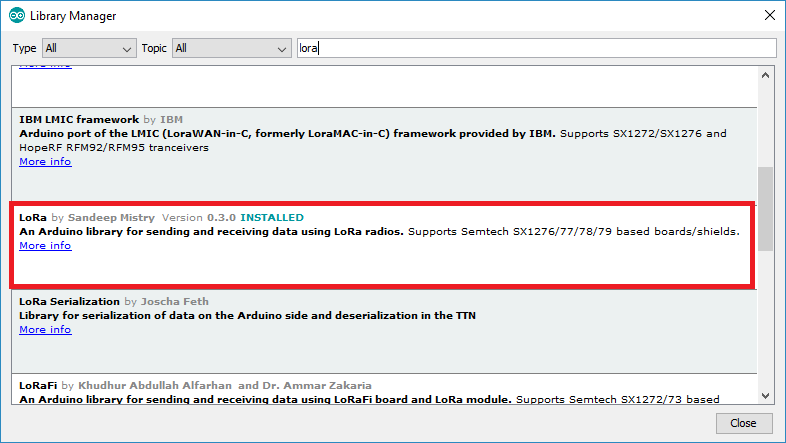 Library Manager
Type All Topic All lora
More info
IBM LMIC framework by IBM
Arduino port of the LMIC (LoraWAN-in-C, formerly LoraMAC-in-C) framework provided by IBM. Supports SX1272/SX1276 and
HopeRF RFM92/RFM95 tranceivers
More info
LoRa by Sandeep Mistry Version 0.3.0 INSTALLED
An Arduino library for sending and receiving data using LoRa radios. Supports Semtech SX1276/77/78/79 based boards/shields.
More info
LoRa Serialization by Joscha Feth
Library for serialization of data on the Arduino side and deserialization in the TTN
More info
LoRaFi by Khudhur Abdullah Alfarhan and Dr. Ammar Zakaria
An Arduino library for sending and receiving data using LoRaFi board and LoRa module. Supports Semtech SX1272/73 based
Close